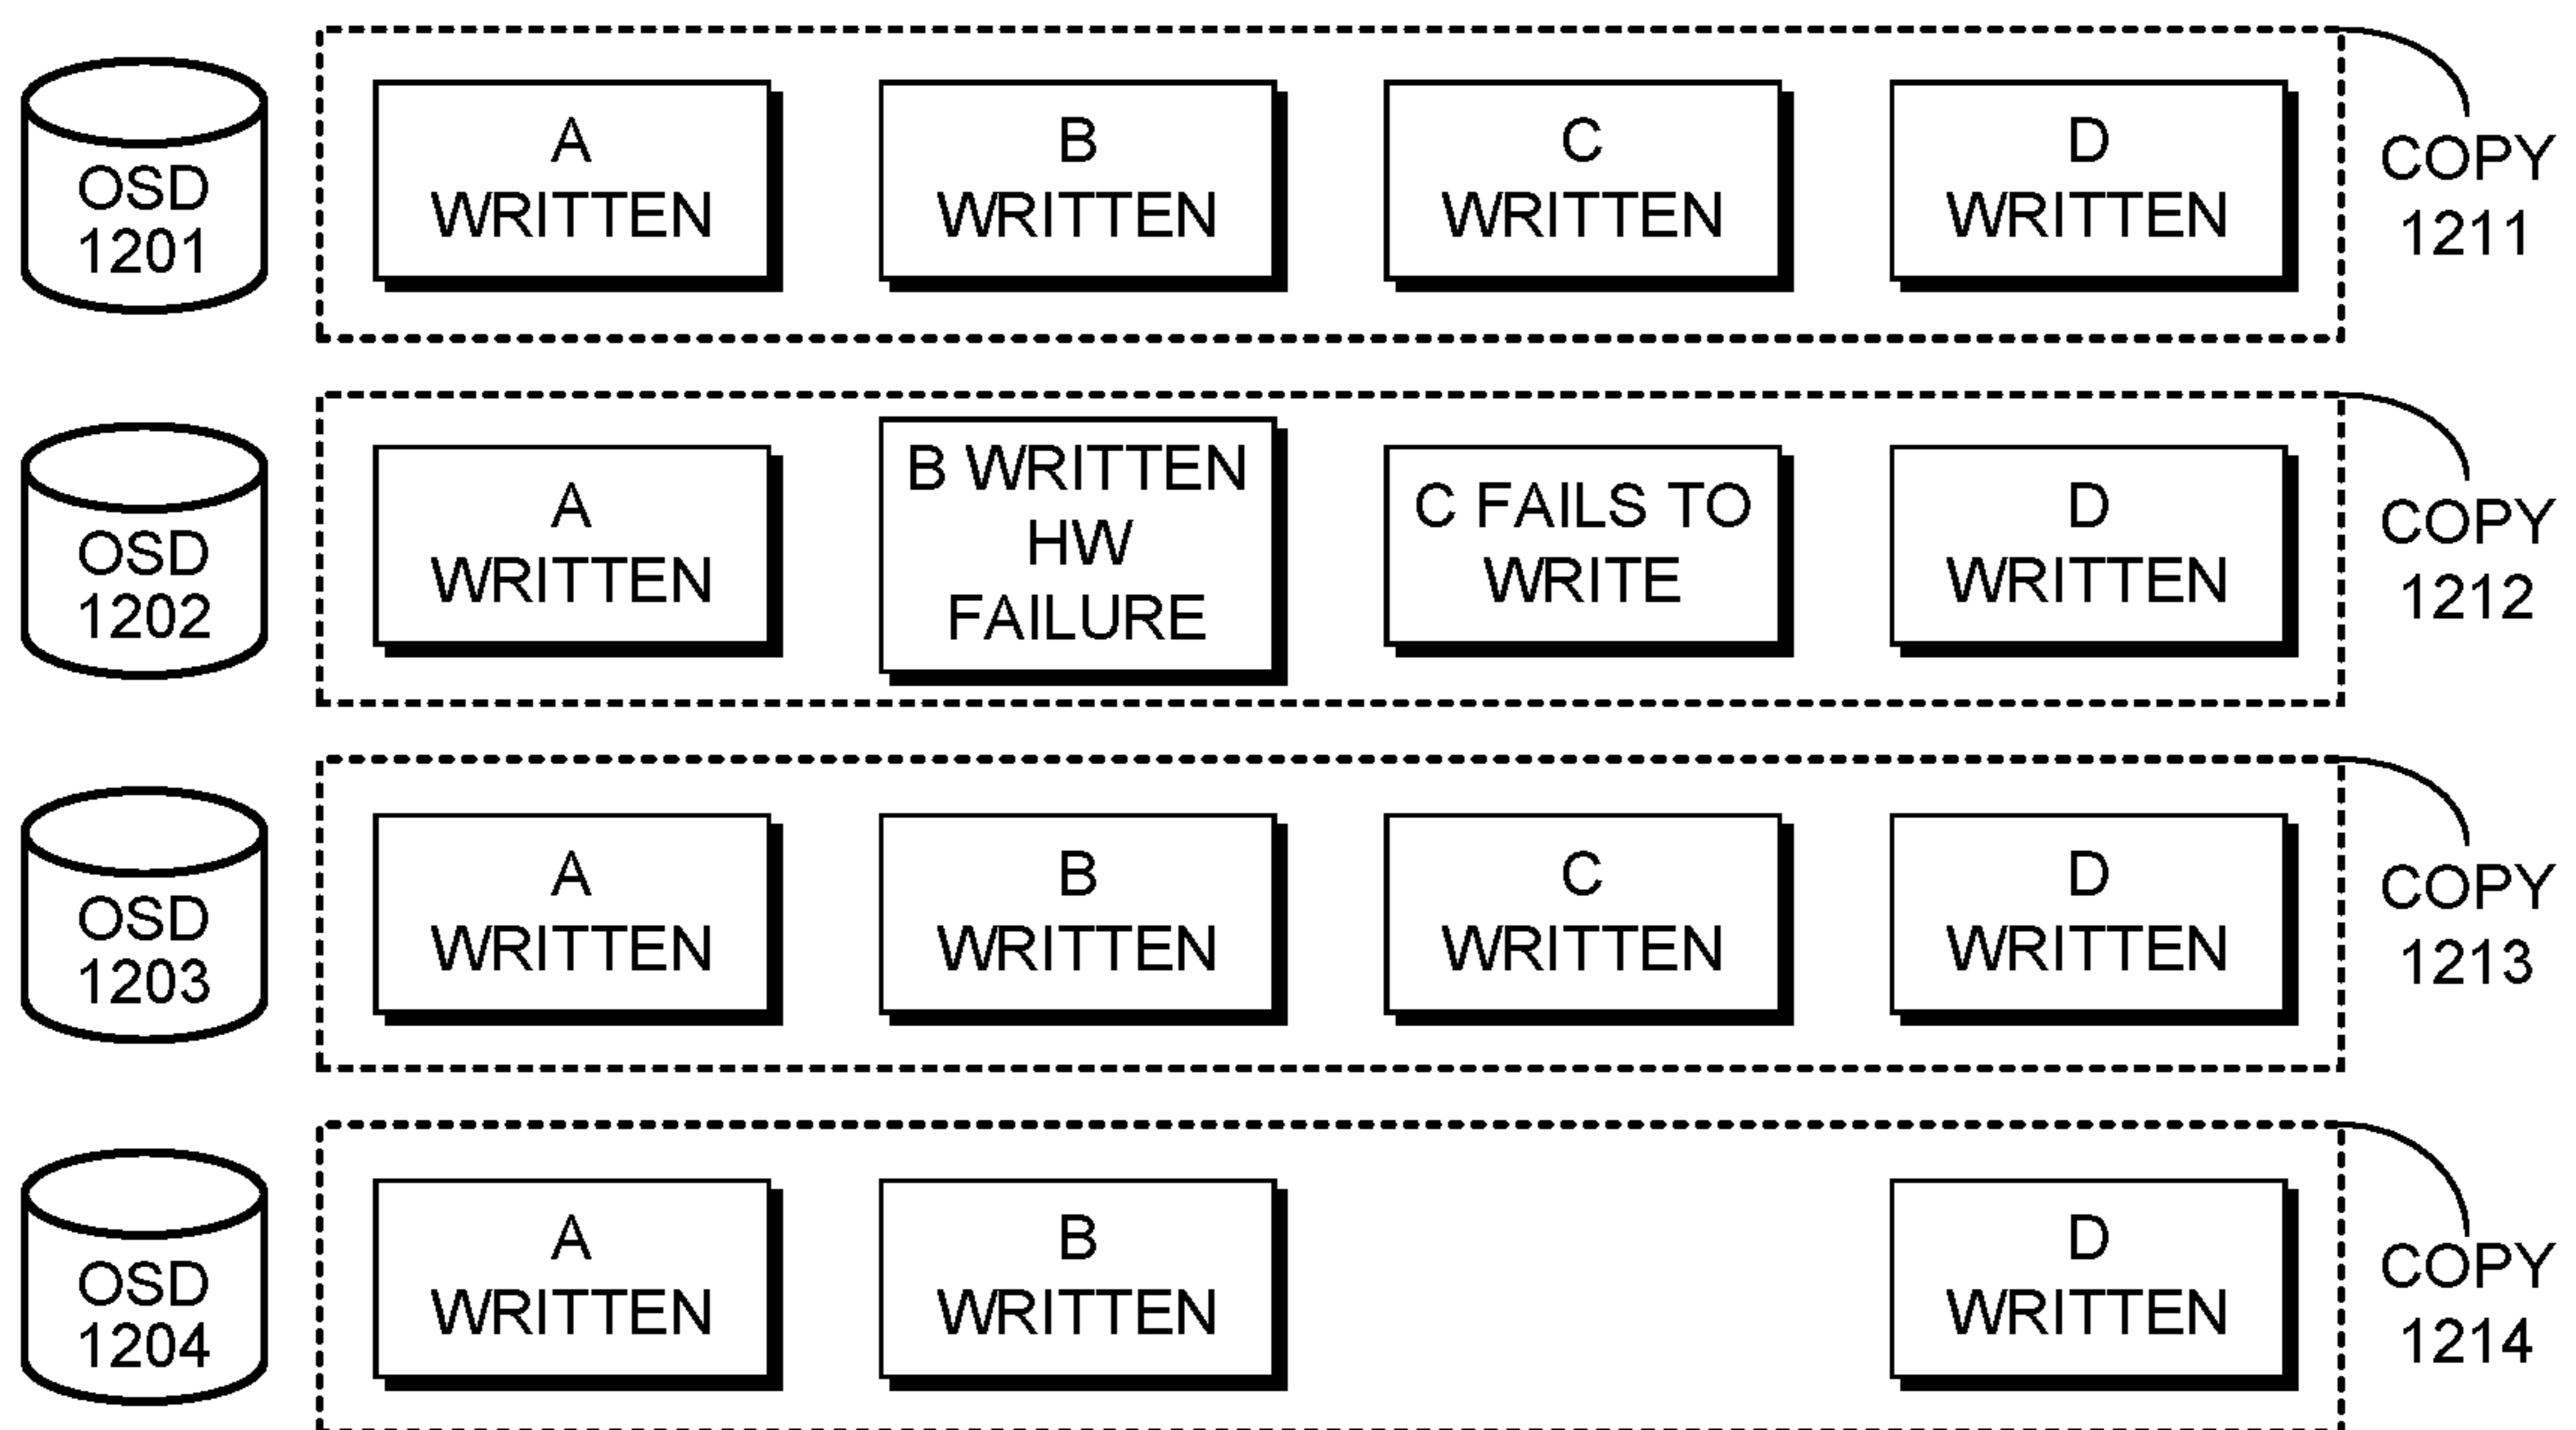 OSD
1201
A
WRITTEN
B
WRITTEN
C
WRITTEN
D
WRITTEN
COPY
1211
OSD
1202
A
WRITTEN
B WRITTEN
HW
FAILURE
C FAILS TO
WRITE
D
WRITTEN
COPY
1212
OSD
1203
A
WRITTEN
B
WRITTEN
C
WRITTEN
D
WRITTEN
COPY
1213
OSD
1204
A
WRITTEN
B
WRITTEN
D
WRITTEN
COPY
1214